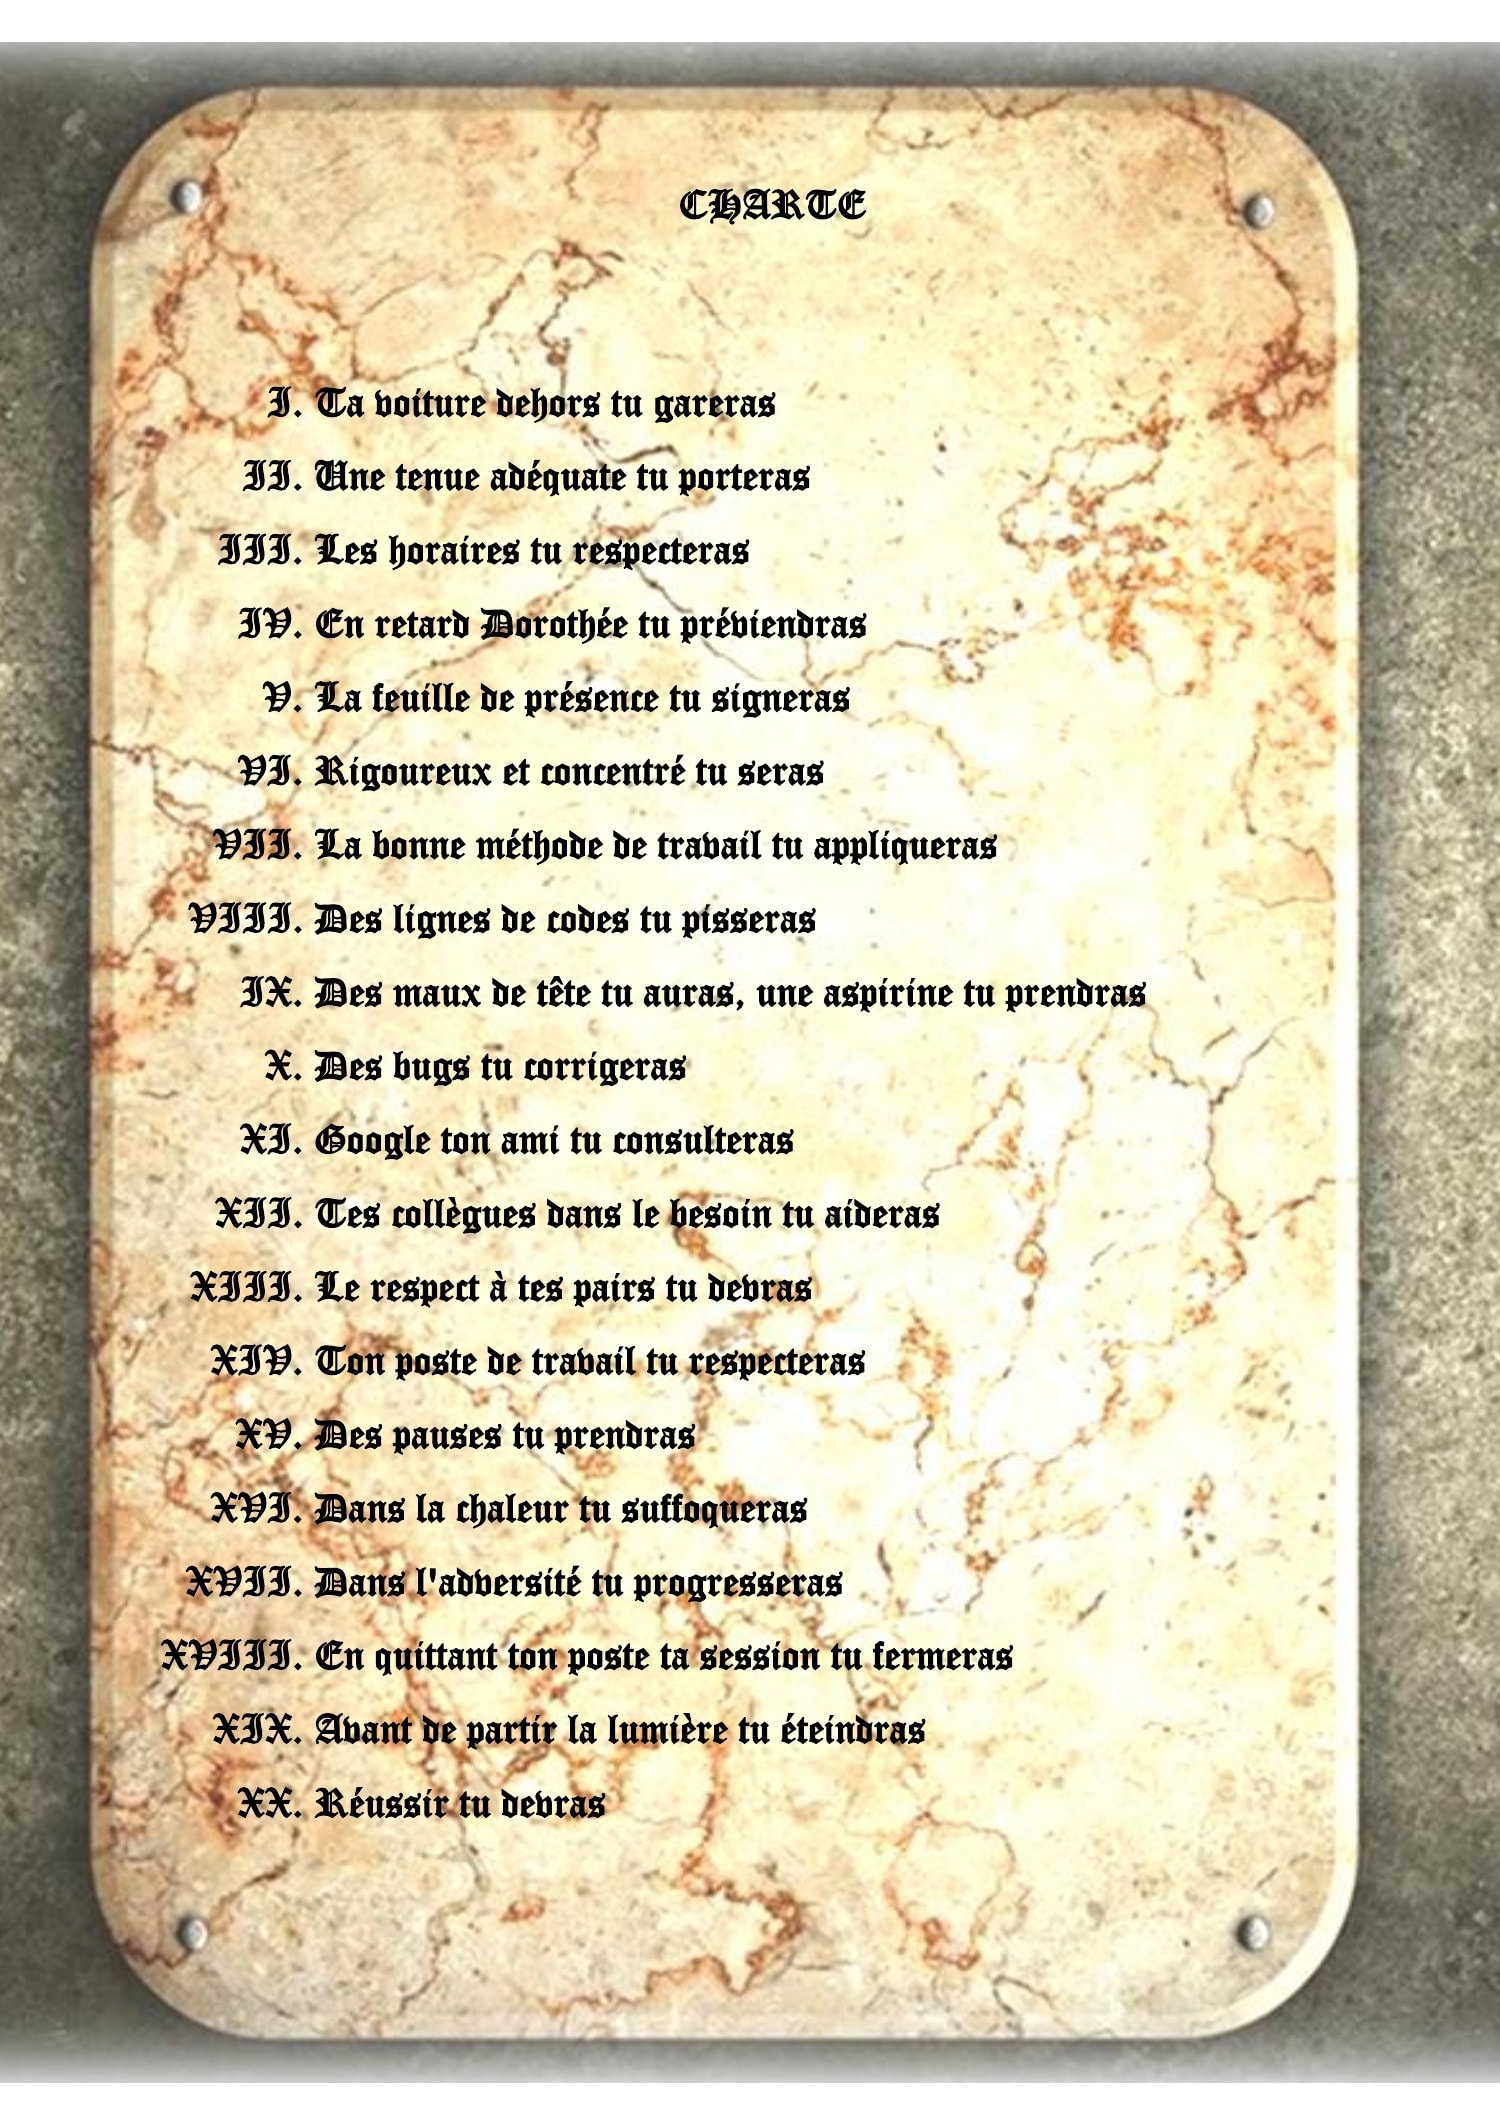 CHARTE
I. Ta voiture dehors tu gareras
II. Une tenue adéquate tu porteras
III. Les horaires tu respecteras
IV. En retard Dorothée tu préviendras
V. La feuille de présence tu signeras
VI. Rigoureux et concentré tu seras
VII. La bonne méthode de travail tu appliqueras
VIIII. Des lignes de codes tu pisseras
IX. Des maux de tête tu auras, une aspirine tu prendras
X. Des bugs tu corrigeras
XI. Google ton ami tu consulteras
XII. Tes collègues dans le besoin tu aideras
XIIII. Le respect à tes pairs tu devras
XIV. Ton poste de travail tu respecteras
XV. Des pauses tu prendras
XVI. Dans la chaleur tu suffoqueras
XVII. Dans l'adversité tu progresseras
XVIIII. En quittant ton poste ta session tu fermeras
XIX. Avant de partir la lumière tu éteindras
XX. Réussir tu devras